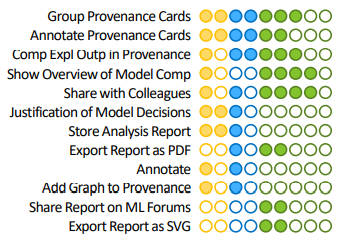 Group Provenance Cards
Annotate Provenance Cards
Comp Expl Outp in Provenance
Show Overview of Model Comp
Share with Colleagues
Justification of Model Decisions
Store Analysis Report
Export Report as PDF
Annotate
Add Graph to Provenance
Share Report on ML Forums
Export Report as SVG